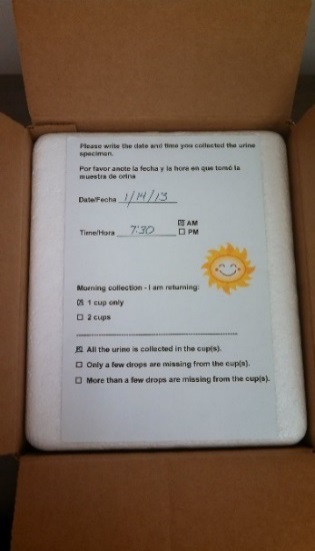 Please write the date and time you collected the urine
specimen.
Por favor anote la fecha y la hora en que tomó la
muestra de orina
Date/Fecha 1/14/13
Time/Hora 7:30 ☒ AM
☐ PM
Morning collection - I am returning:
☒ 1 cup only
☐ 2 cups
☒ All the urine is collected in the cup(s).
☐ Only a few drops are missing from the cup(s).
☐ More than a few drops are missing from the cup(s).